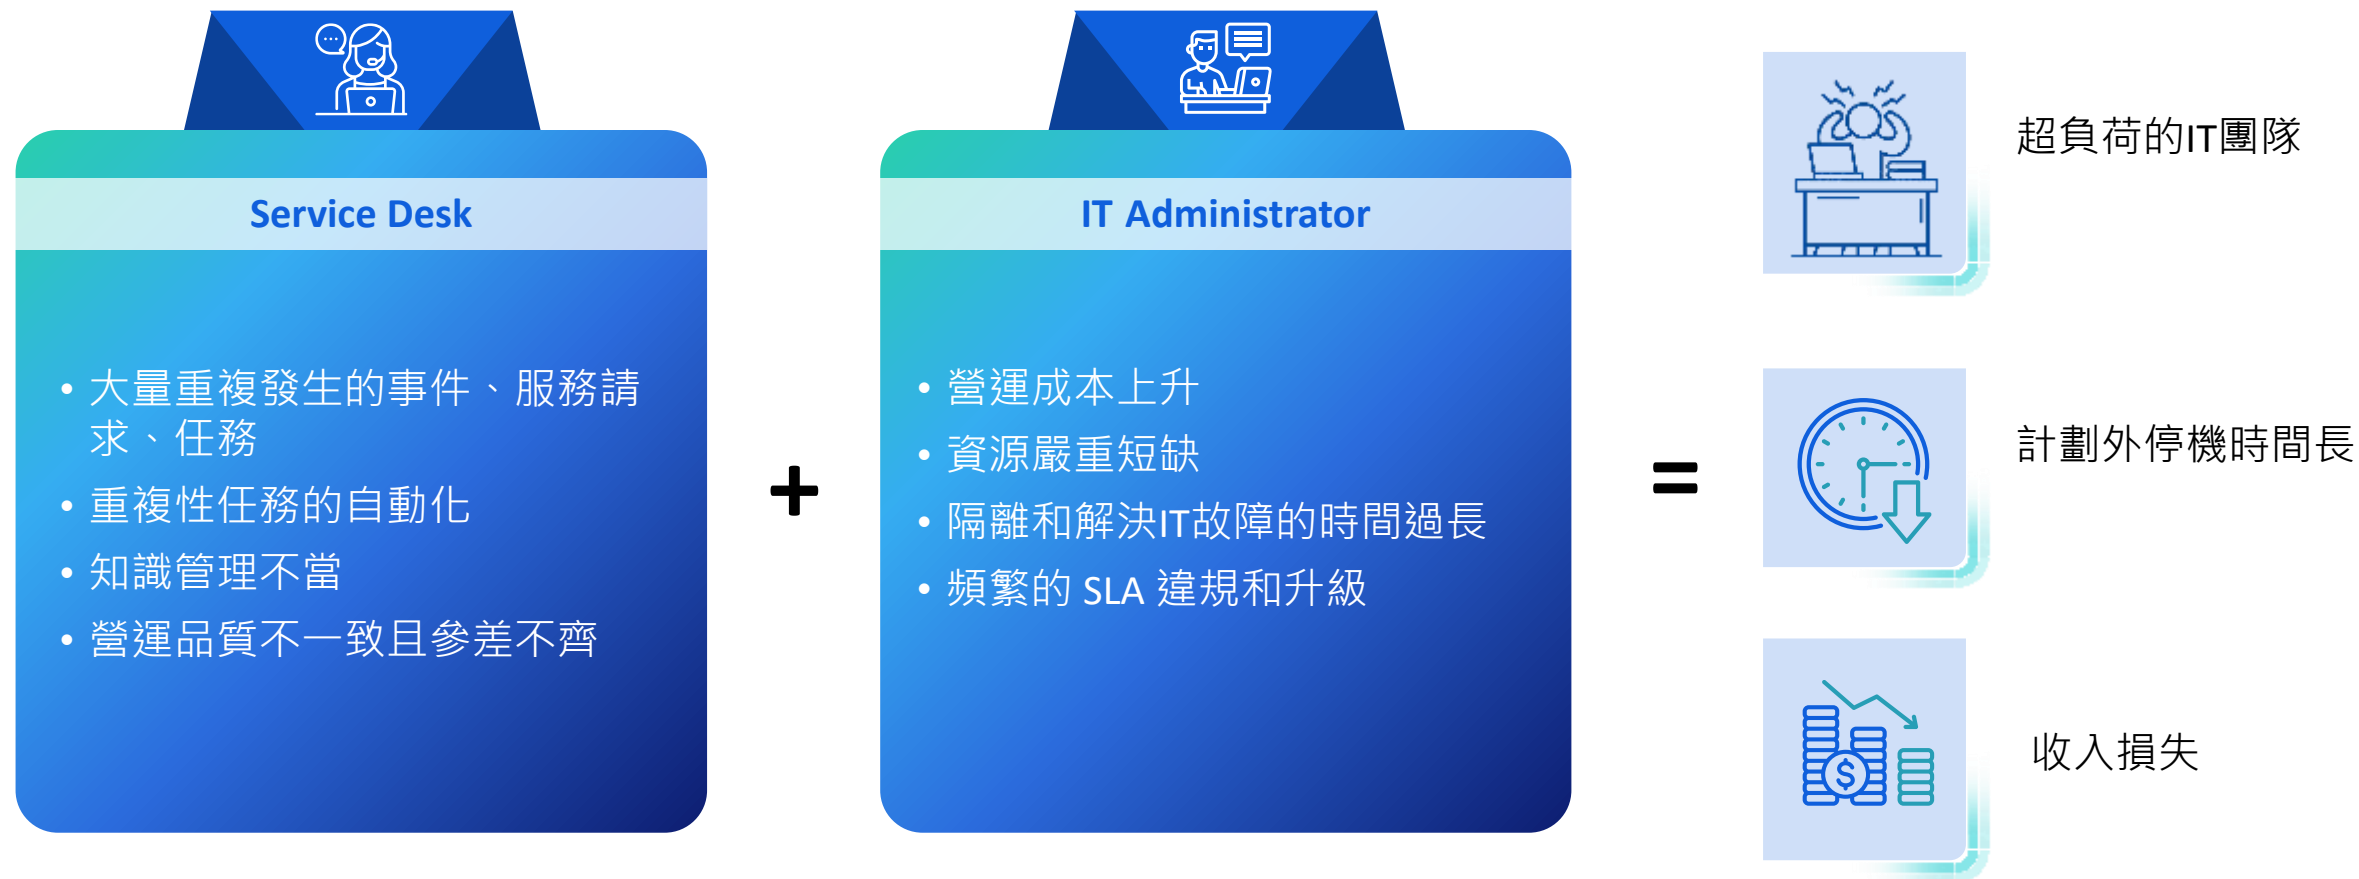 Service Desk
• 大量重複發生的事件、服務請
求、任務
• 重複性任務的自動化
• 知識管理不當
• 營運品質不一致且參差不齊
+
IT Administrator
• 營運成本上升
• 資源嚴重短缺
• 隔離和解決IT故障的時間過長
• 頻繁的 SLA 違規和升級
=
超負荷的IT團隊
計劃外停機時間長
$
收入損失